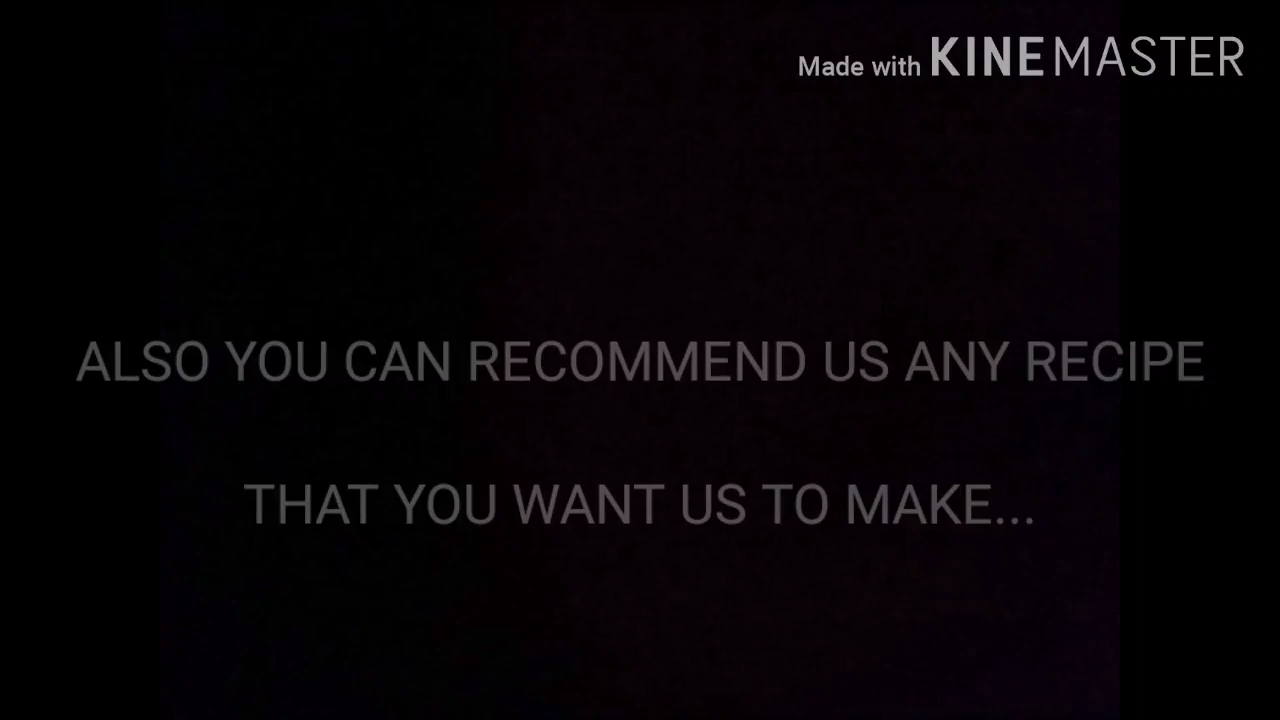 Made with KINEMASTER
ALSO YOU CAN RECOMMEND US ANY RECIPE
THAT YOU WANT US TO MAKE...